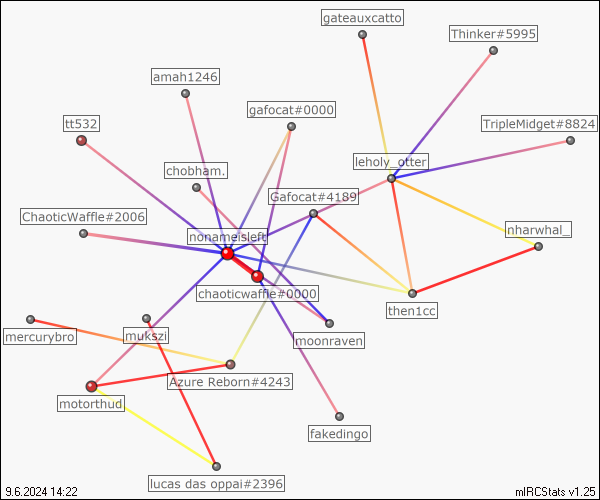 gateauxcatto
Thinker#5995
amah1246
gafocat#0000
tt532
TripleMidget#8824
chobham.
leholy_otter
Gafocat#4189
ChaoticWaffle#2006
nonameisleft
nharwhal_
chaoticwaffle#0000
then1cc
mercurybro
mukszi
moonraven
Azure Reborn#4243
motorthud
fakedingo
lucas das oppai#2396
9.6.2024 14:22
mIRCStats v1.25